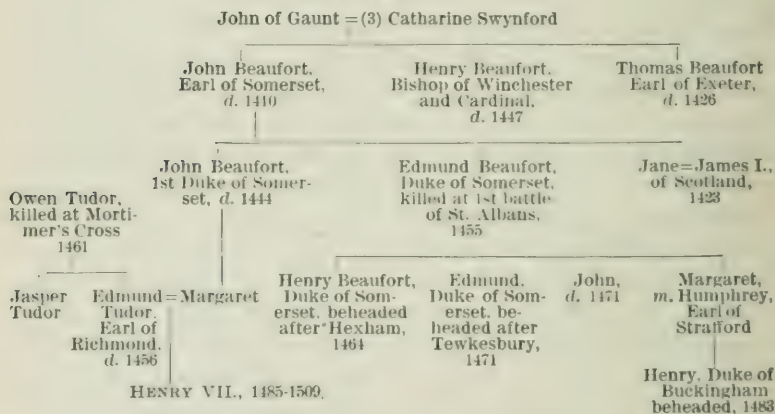 John of Gaunt = (3) Catharine Swynford
John Beaufort,
Earl of Somerset,
d. 1410
Henry Beaufort,
Bishop of Winchester
and Cardinal,
d. 1447
Thomas Beaufort
Earl of Exeter,
d. 1426
John Beaufort,
1st Duke of Somer-
set, d. 1444
Edmund Beaufort,
Duke of Somerset,
killed at 1st battle
of St. Albans,
1455
Jane=James I.,
of Scotland,
1423
Owen Tudor,
killed at Morti-
mer's Cross
1461
Jasper
Tudor
Edmund=Margaret
Tudor,
Earl of
Richmond.
d. 1456
Henry Beaufort,
Duke of Som-
erset, beheaded
after Hexham,
1464
Edmund.
Duke of Som-
erset, be-
headed after
Tewkesbury,
1471
John,
d. 1471
Margaret,
m. Humphrey,
Earl of
Stratford
HENRY VII., 1485-1509.
Henry, Duke of
Buckingham
beheaded, 1483